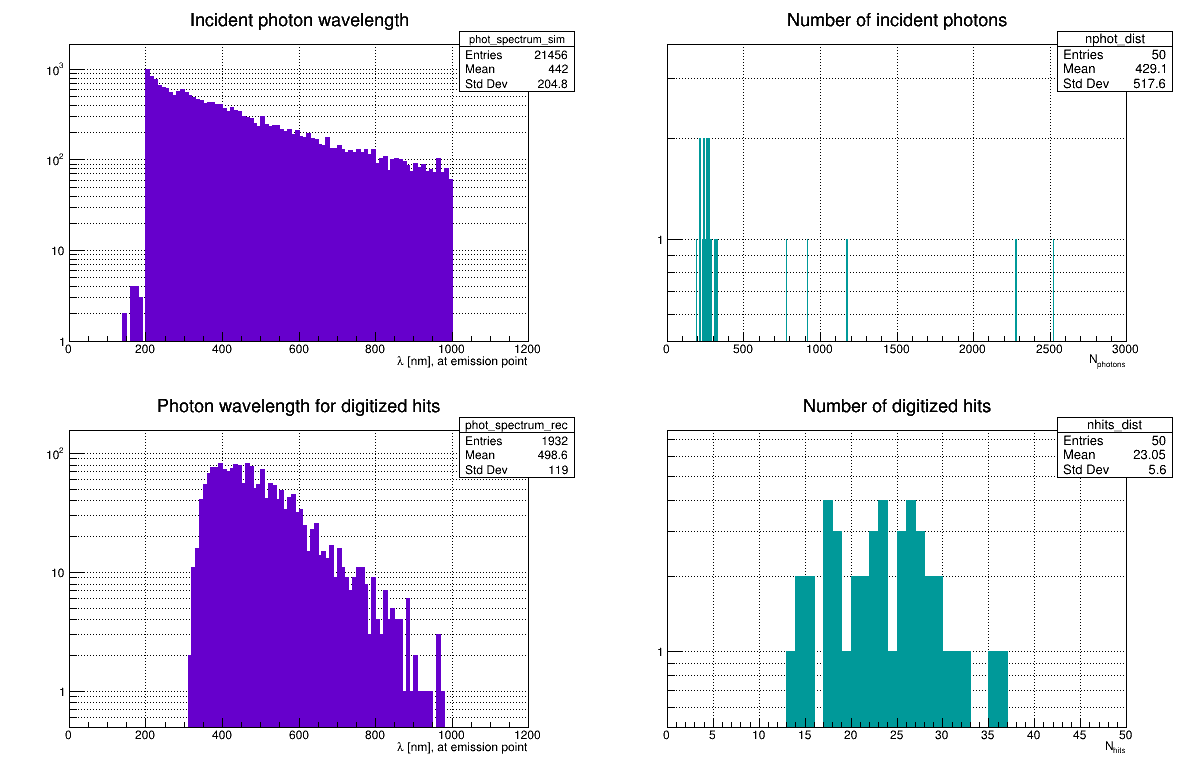 Incident photon wavelength
phot_spectrum_sim
Entries 21456
Mean 442
Std Dev 204.8
10³
10²
10
1
0 200 400 600 800 1000 1200
λ [nm], at emission point
Number of incident photons
nphot_dist
Entries 50
Mean 429.1
Std Dev 517.6
1
0 500 1000 1500 2000 2500 3000
N_photons
Photon wavelength for digitized hits
phot_spectrum_rec
Entries 1932
Mean 498.6
Std Dev 119
10²
10
1
0 200 400 600 800 1000 1200
λ [nm], at emission point
Number of digitized hits
nhits_dist
Entries 50
Mean 23.05
Std Dev 5.6
1
0 5 10 15 20 25 30 35 40 45 50
N_hits